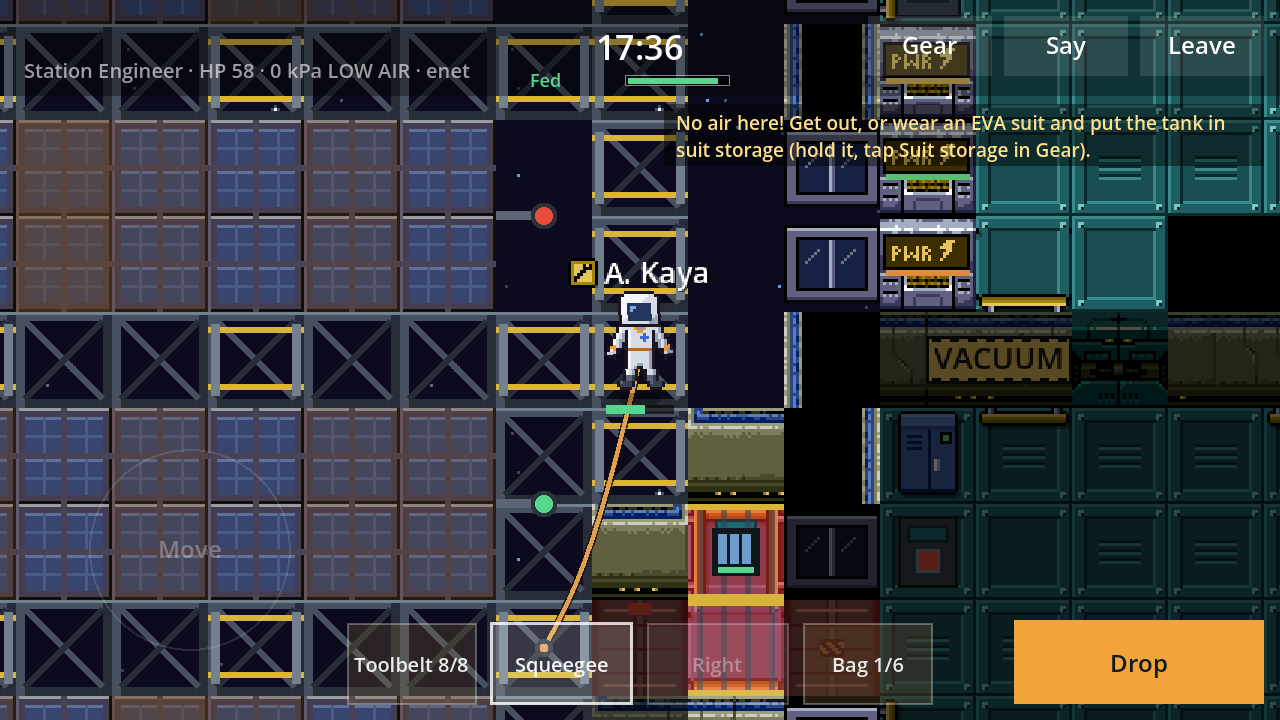 17:36
Gear
Say
Leave
Station Engineer · HP 58 · 0 kPa LOW AIR · enet
Fed
PWR
No air here! Get out, or wear an EVA suit and put the tank in
suit storage (hold it, tap Suit storage in Gear).
PWR
PWR
A. Kaya
VACUUM
Move
Toolbelt 8/8
Squeegee
Right
Bag 1/6
Drop